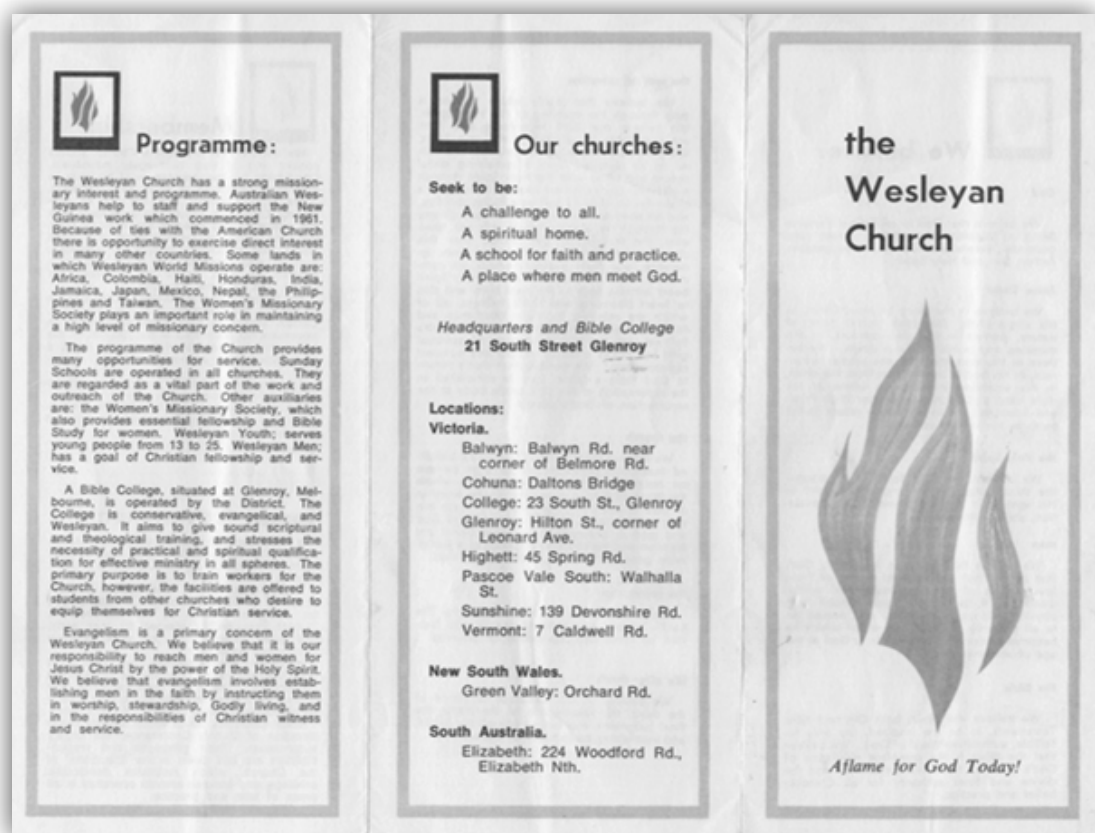 Programme:
The Wesleyan Church has a strong mission-
ary interest and programme. Australian Wes-
leyans help to staff and support the New
Guinea work which commenced in 1961.
Because of ties with the American Church
there is opportunity to exercise direct interest
in many other countries. Some lands in
which Wesleyan World Missions operate are:
Africa, Colombia, Haiti, Honduras, India,
Jamaica, Japan, Mexico, Nepal, the Philip-
pines and Taiwan. The Women's Missionary
Society plays an important role in maintaining
a high level of missionary concern.
The programme of the Church provides
many opportunities for service. Sunday
Schools are operated in all churches. They
are regarded as a vital part of the work and
outreach of the Church. Other auxiliaries
are: the Women's Missionary Society, which
also provides essential fellowship and Bible
Study for women. Wesleyan Youth; serves
young people from 13 to 25. Wesleyan Men;
has a goal of Christian fellowship and ser-
vice.
A Bible College, situated at Glenroy, Mel-
bourne, is operated by the District. The
College is conservative, evangelical, and
Wesleyan. It aims to give sound scriptural
and theological training, and stresses the
necessity of practical and spiritual qualifica-
tion for effective ministry in all spheres. The
primary purpose is to train workers for the
Church, however, the facilities are offered to
students from other churches who desire to
equip themselves for Christian service.
Evangelism is a primary concern of the
Wesleyan Church. We believe that it is our
responsibility to reach men and women for
Jesus Christ by the power of the Holy Spirit.
We believe that evangelism involves estab-
lishing men in the faith by instructing them
in worship, stewardship, Godly living, and
in the responsibilities of Christian witness
and service.
Our churches:
Seek to be:
A challenge to all.
A spiritual home.
A school for faith and practice.
A place where men meet God.
Headquarters and Bible College
21 South Street Glenroy
Locations:
Victoria.
Balwyn: Balwyn Rd. near
corner of Belmore Rd.
Cohuna: Daltons Bridge
College: 23 South St., Glenroy
Glenroy: Hilton St., corner of
Leonard Ave.
Highett: 45 Spring Rd.
Pascoe Vale South: Walhalla
St.
Sunshine: 139 Devonshire Rd.
Vermont: 7 Caldwell Rd.
New South Wales.
Green Valley: Orchard Rd.
South Australia.
Elizabeth: 224 Woodford Rd.,
Elizabeth Nth.
the
Wesleyan
Church
Aflame for God Today!